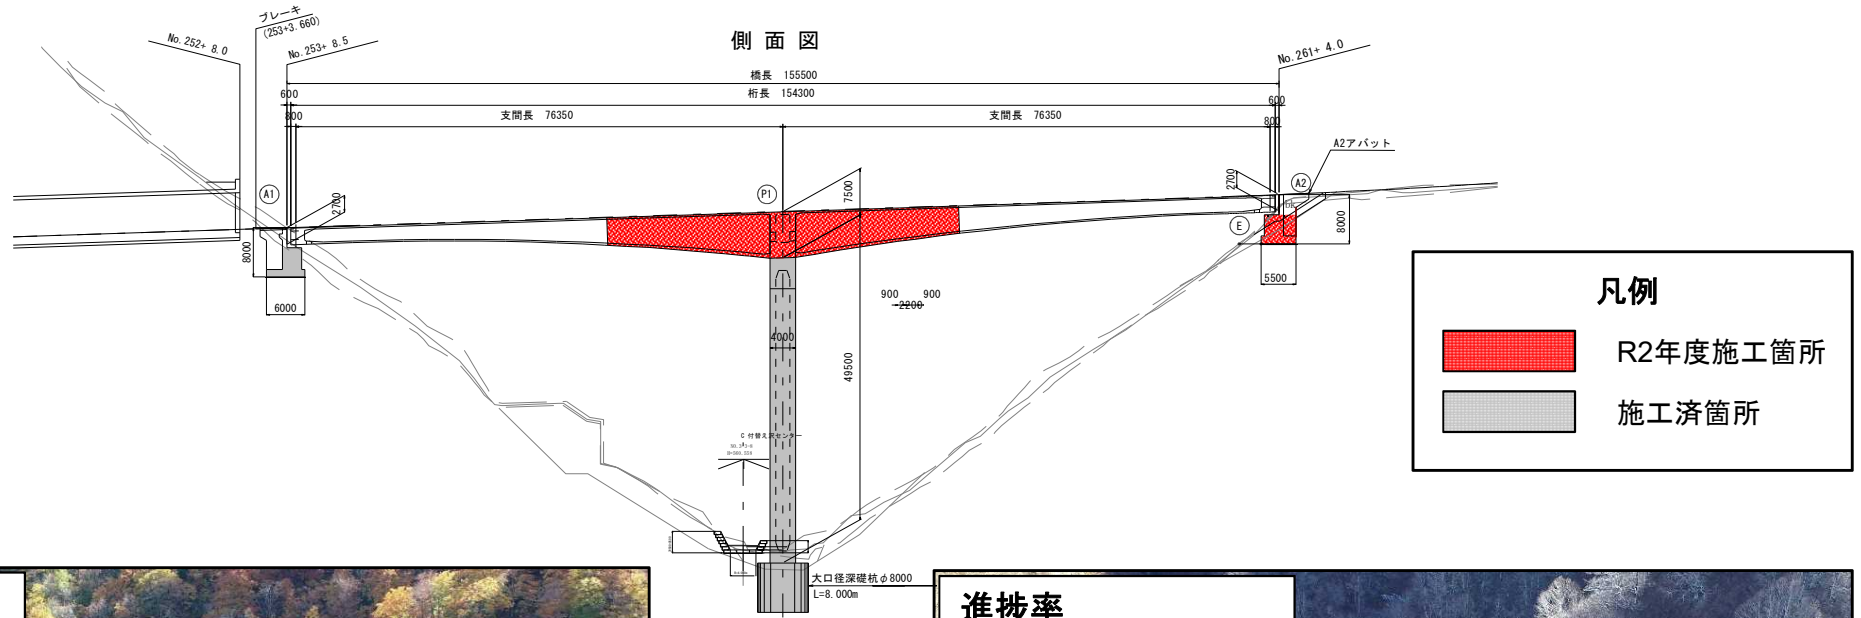 ブレーキ
(253+3.660)
No.252+ 8.0
No.253+ 8.5
側面図
No.261+ 4.0
橋長 155500
600
桁長 154300
600
800
支間長 76350
支間長 76350
800
A2アバット
A1
P1
A2
2700
7500
2700
E
8000
8000
6000
5500
900 900
2200
4000
49500
C 付替え沢センター
大口径深礎杭φ8000
L=8.000m
凡例
R2年度施工箇所
施工済箇所
進捗率